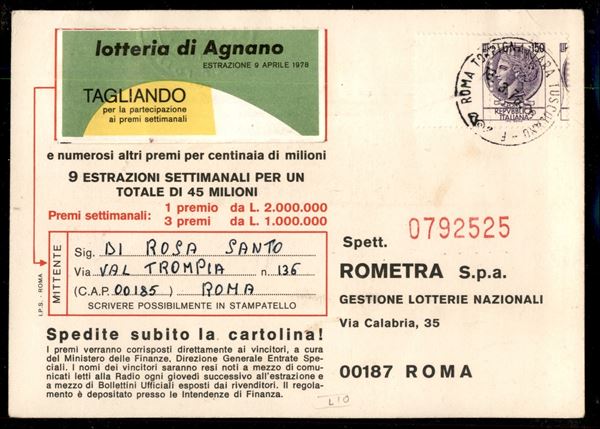 lotteria di Agnano
ESTRAZIONE 9 APRILE 1978
TAGLIANDO
per la partecipazione
ai premi settimanali
e numerosi altri premi per centinaia di milioni
9 ESTRAZIONI SETTIMANALI PER UN
TOTALE DI 45 MILIONI
Premi settimanali: 1 premio da L. 2.000.000
3 premi da L. 1.000.000
MITTENTE
Sig. DI ROSA SANTO
Via VAL TROMPIA n. 136
(C.A.P. 00185) ROMA
SCRIVERE POSSIBILMENTE IN STAMPATELLO
I.P.S. - ROMA
Spedite subito la cartolina!
I premi verranno corrisposti direttamente ai vincitori, a cura
del Ministero delle Finanze. Direzione Generale Entrate Spe-
ciali. I nomi dei vincitori saranno resi noti a mezzo di comu-
nicati letti alla Radio ogni giovedì successivo all'estrazione e
a mezzo di Bollettini Ufficiali esposti dai rivenditori. Il regola-
mento è depositato presso le Intendenze di Finanza.
150
REPVBBLICA
ITALIANA
ROMA
0792525
Spett.
ROMETRA S.p.a.
GESTIONE LOTTERIE NAZIONALI
Via Calabria, 35
00187 ROMA
L10